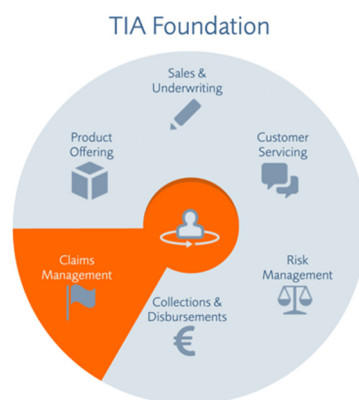 TIA Foundation
Sales &
Underwriting
Product
Offering
Customer
Servicing
Claims
Management
Risk
Management
Collections &
Disbursements
€